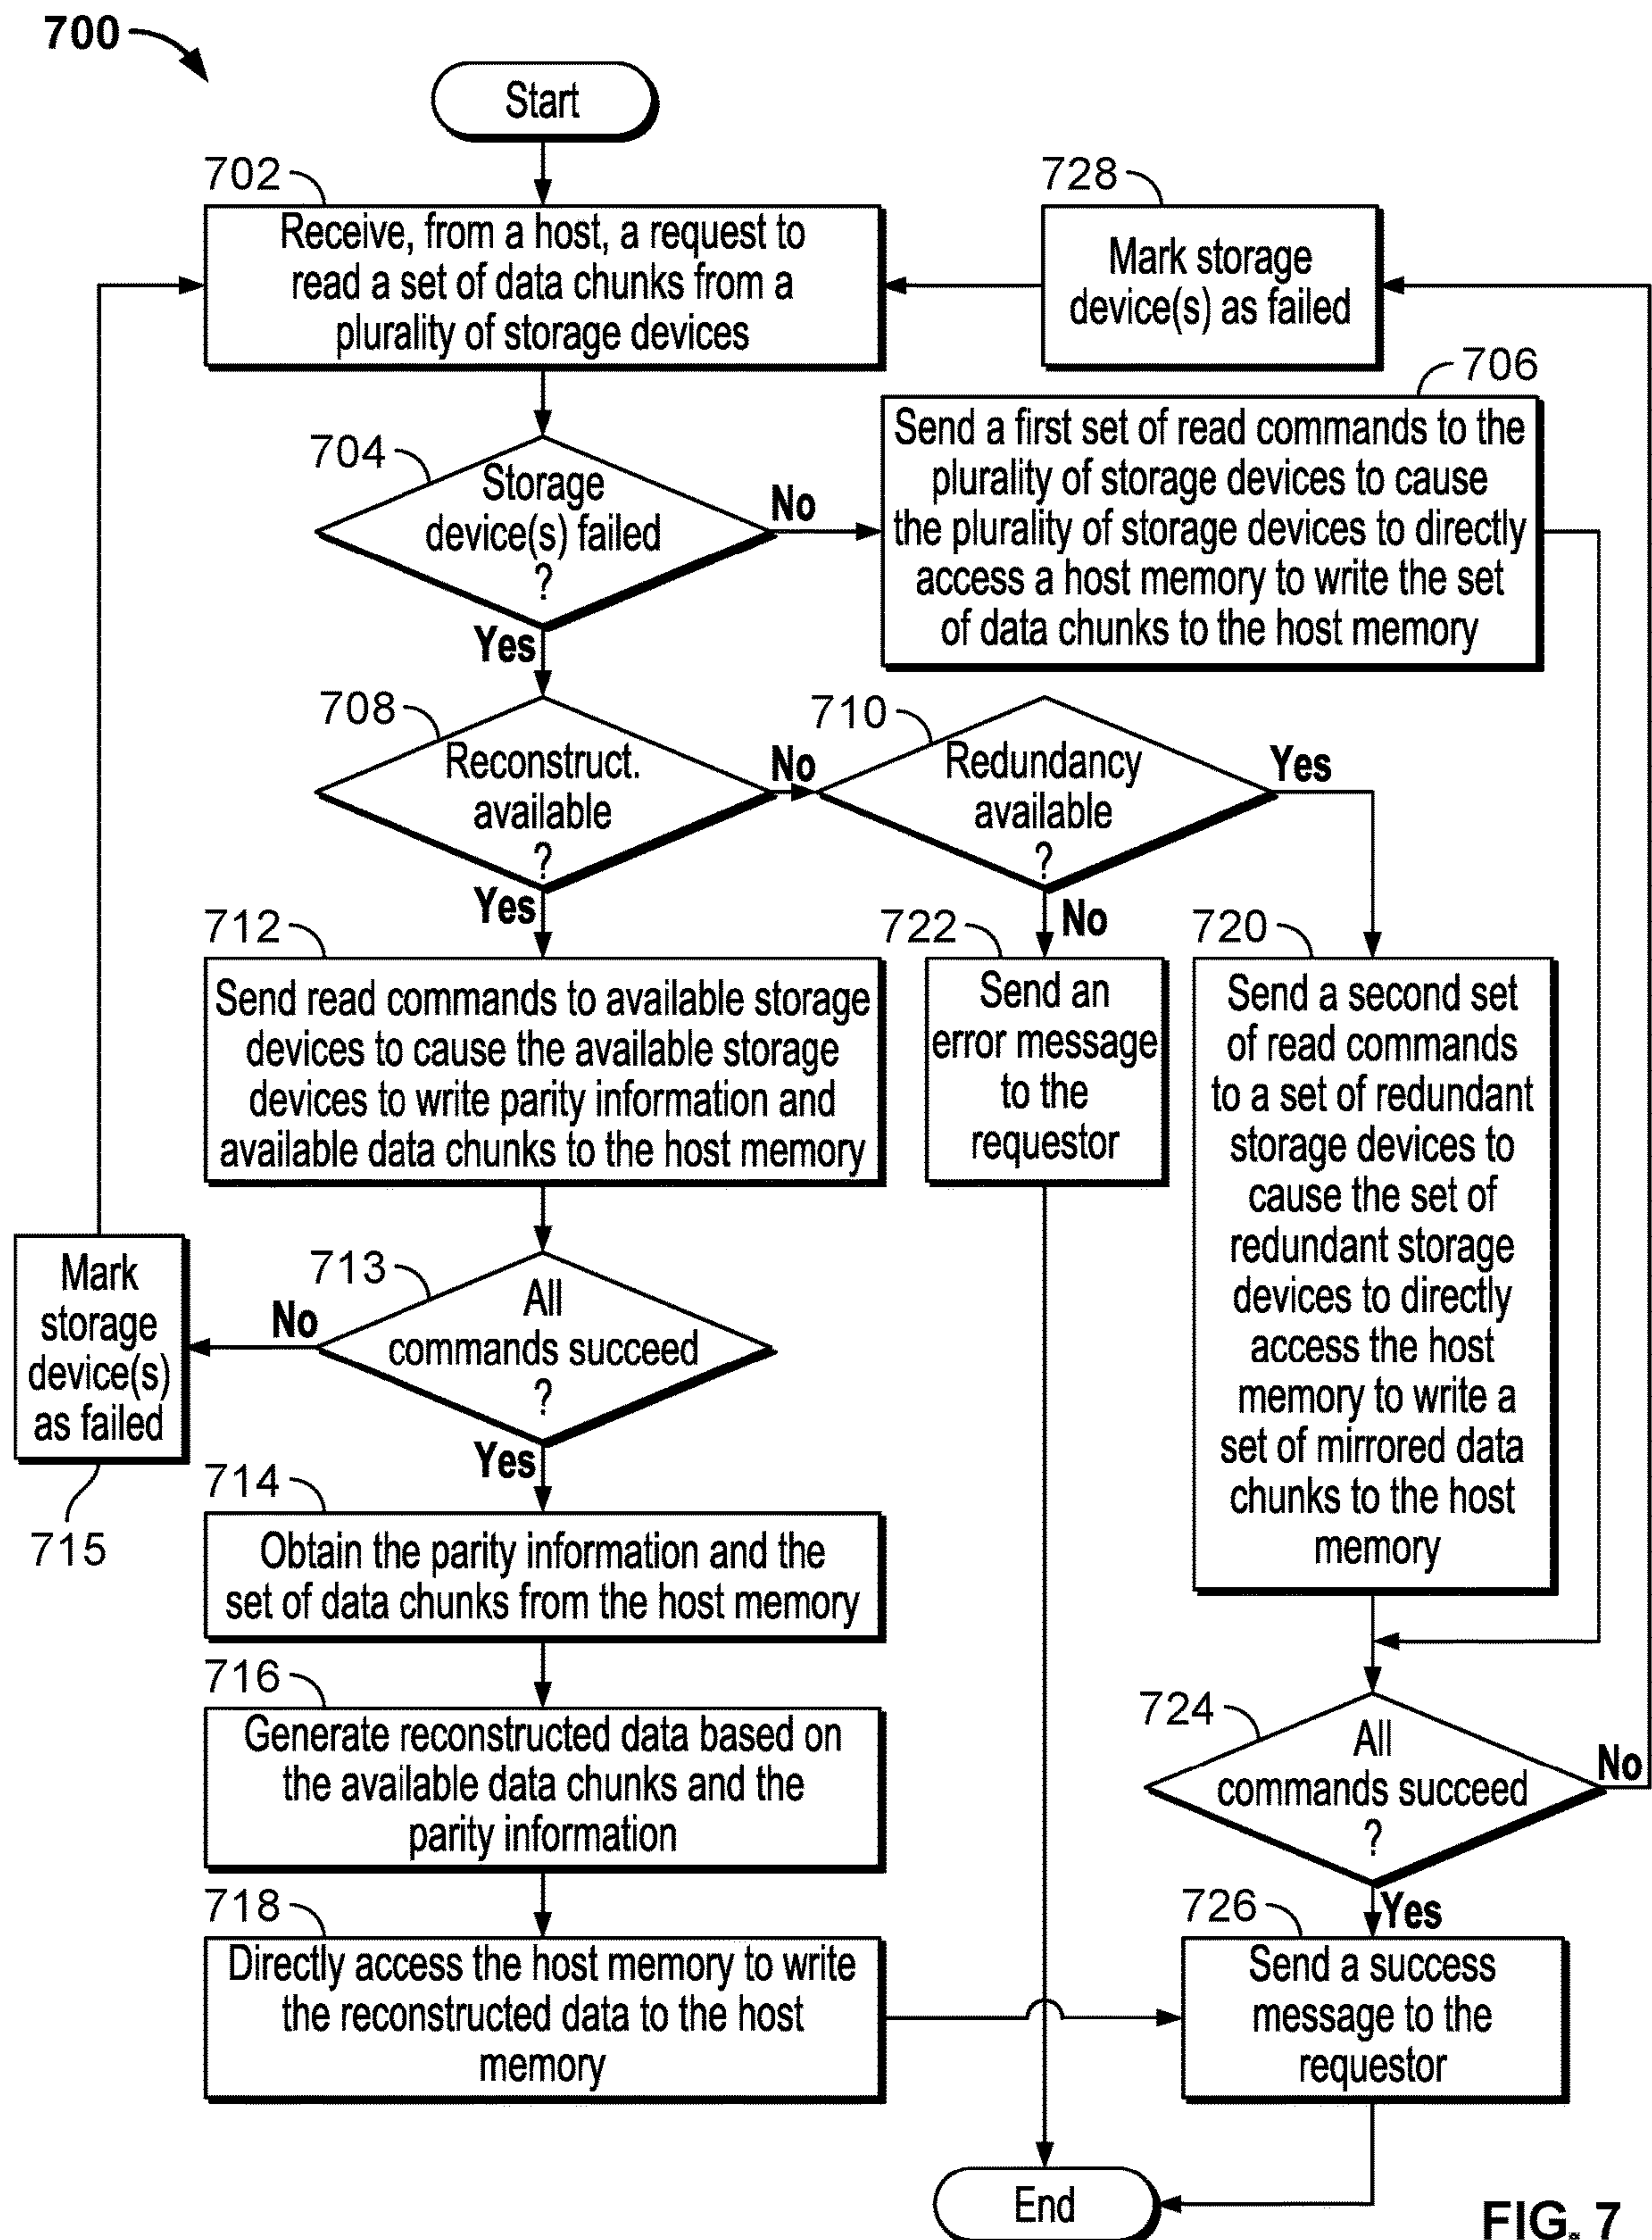 700
Start
702
Receive, from a host, a request to
read a set of data chunks from a
plurality of storage devices
728
Mark storage
device(s) as failed
704
Storage
device(s) failed
?
No
Yes
706
Send a first set of read commands to the
plurality of storage devices to cause
the plurality of storage devices to directly
access a host memory to write the set
of data chunks to the host memory
708
Reconstruct.
available
?
No
Yes
710
Redundancy
available
?
Yes
No
712
Send read commands to available storage
devices to cause the available storage
devices to write parity information and
available data chunks to the host memory
722
Send an
error message
to the
requestor
720
Send a second set
of read commands
to a set of redundant
storage devices to
cause the set of
redundant storage
devices to directly
access the host
memory to write a
set of mirrored data
chunks to the host
memory
713
All
commands succeed
?
No
Yes
Mark
storage
device(s)
as failed
715
714
Obtain the parity information and the
set of data chunks from the host memory
716
Generate reconstructed data based on
the available data chunks and the
parity information
724
All
commands succeed
?
No
Yes
718
Directly access the host memory to write
the reconstructed data to the host
memory
726
Send a success
message to the
requestor
End
FIG. 7